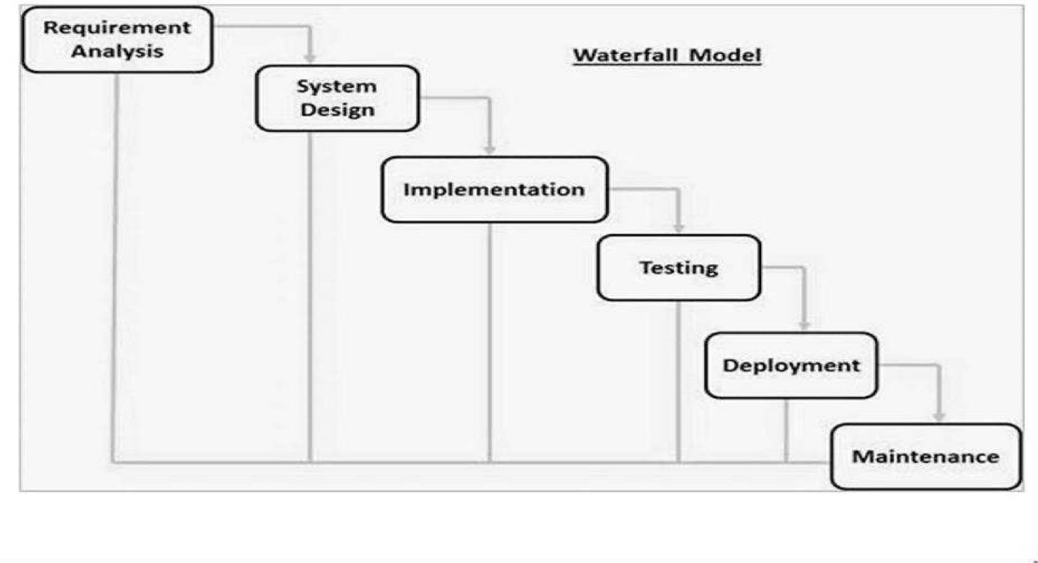 Requirement
Analysis
Waterfall Model
System
Design
Implementation
Testing
Deployment
Maintenance